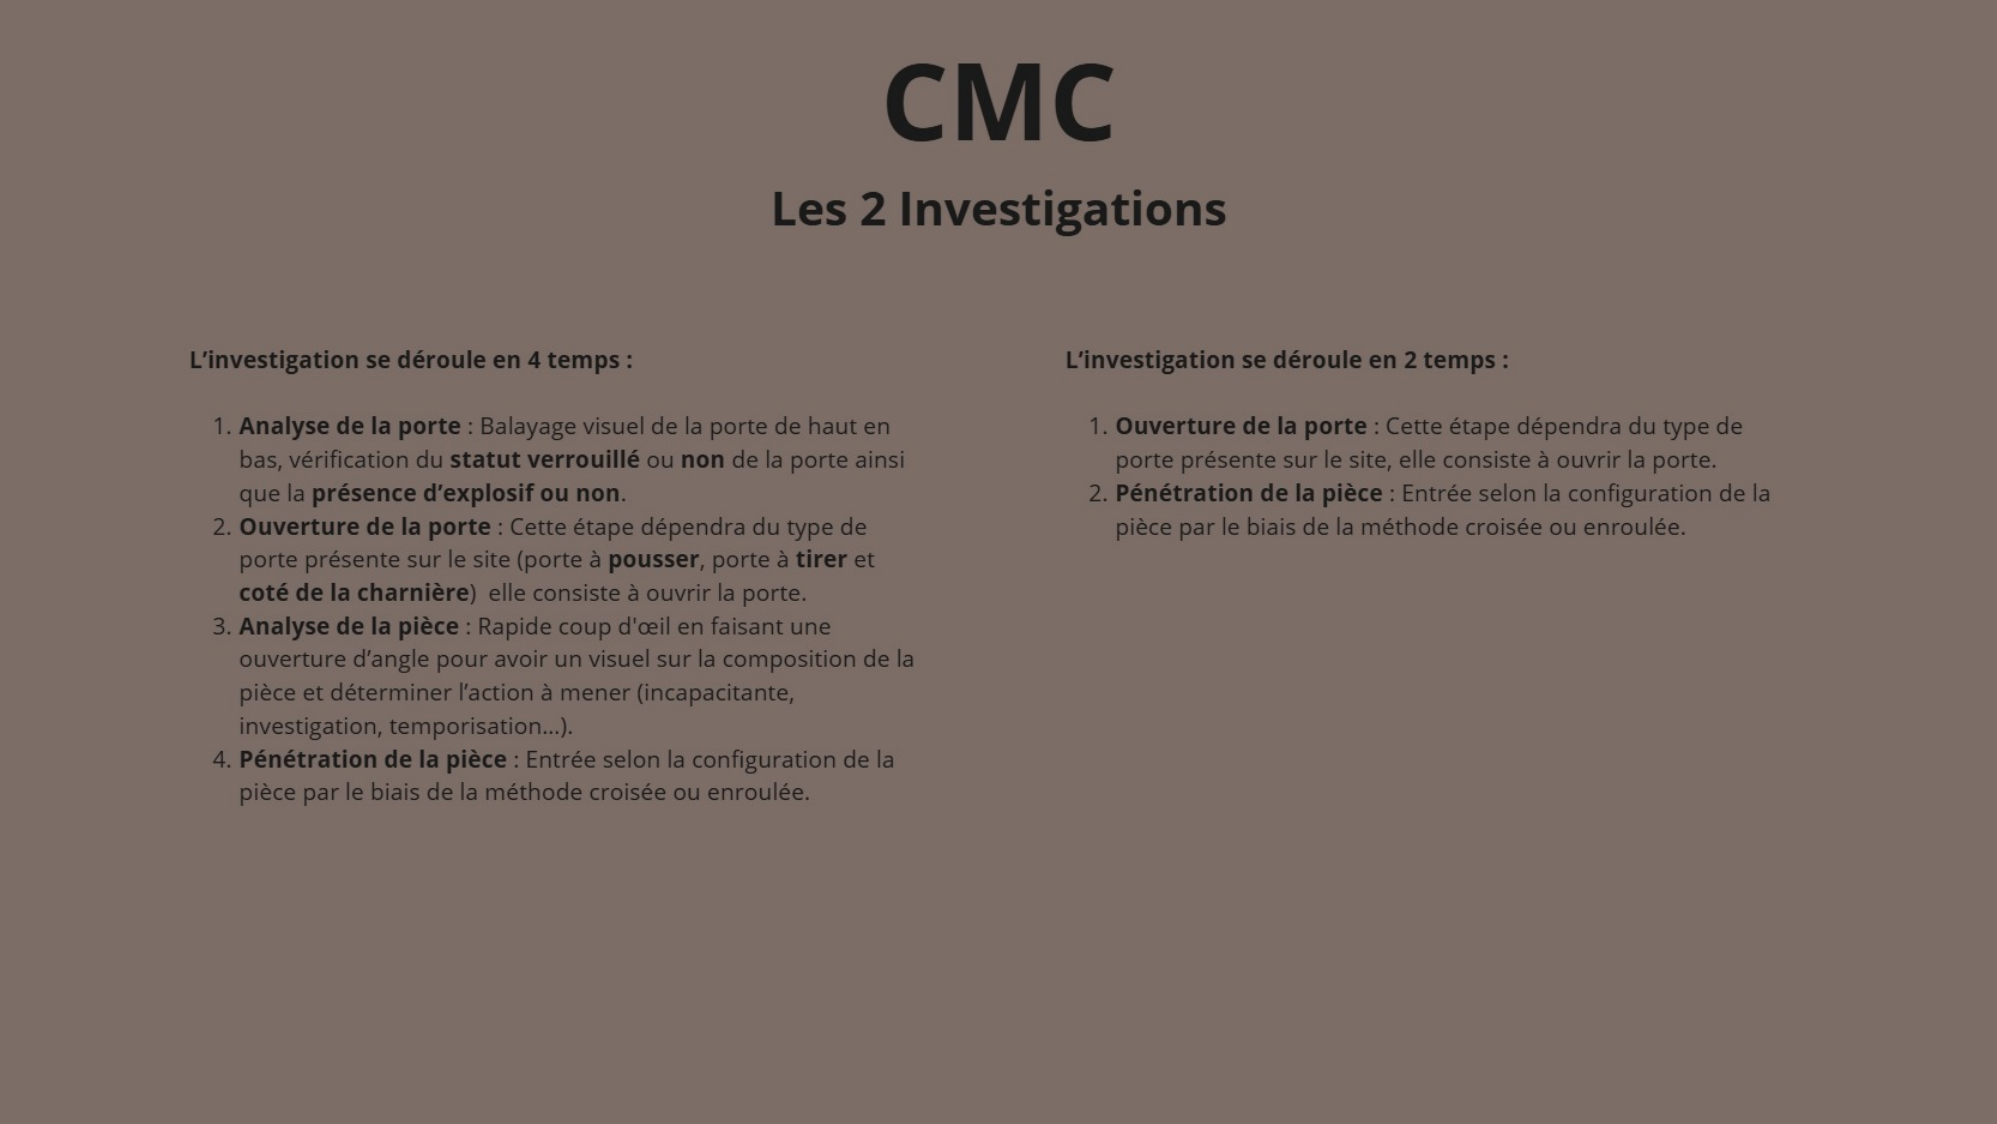 CMC
Les 2 Investigations
L’investigation se déroule en 4 temps :
1. Analyse de la porte : Balayage visuel de la porte de haut en
bas, vérification du statut verrouillé ou non de la porte ainsi
que la présence d’explosif ou non.
2. Ouverture de la porte : Cette étape dépendra du type de
porte présente sur le site (porte à pousser, porte à tirer et
coté de la charnière)  elle consiste à ouvrir la porte.
3. Analyse de la pièce : Rapide coup d'œil en faisant une
ouverture d’angle pour avoir un visuel sur la composition de la
pièce et déterminer l’action à mener (incapacitante,
investigation, temporisation...).
4. Pénétration de la pièce : Entrée selon la configuration de la
pièce par le biais de la méthode croisée ou enroulée.
L’investigation se déroule en 2 temps :
1. Ouverture de la porte : Cette étape dépendra du type de
porte présente sur le site, elle consiste à ouvrir la porte.
2. Pénétration de la pièce : Entrée selon la configuration de la
pièce par le biais de la méthode croisée ou enroulée.